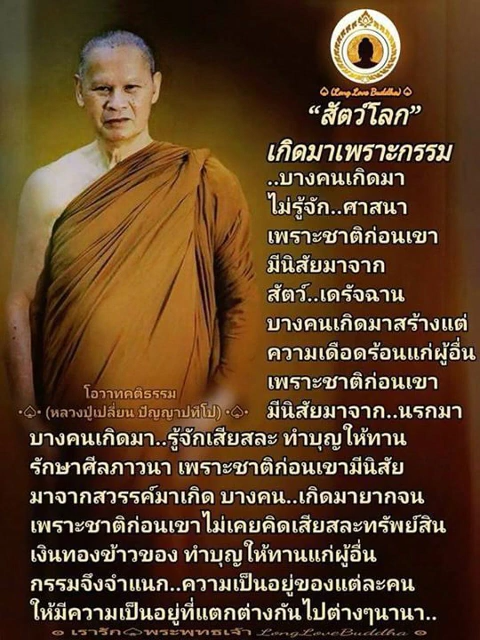 ♤ (Long Love Buddha) ♤
“สัตว์โลก”
เกิดมาเพราะกรรม
..บางคนเกิดมา
ไม่รู้จัก..ศาสนา
เพราะชาติก่อนเขา
มีนิสัยมาจาก
สัตว์..เดรัจฉาน
บางคนเกิดมาสร้างแต่
ความเดือดร้อนแก่ผู้อื่น
เพราะชาติก่อนเขา
มีนิสัยมาจาก..นรกมา
โอวาทคติธรรม
•♤• (หลวงปู่เปลี่ยน ปัญญาปทีโป) •♤•
บางคนเกิดมา..รู้จักเสียสละ ทำบุญให้ทาน
รักษาศีลภาวนา เพราะชาติก่อนเขามีนิสัย
มาจากสวรรค์มาเกิด บางคน..เกิดมายากจน
เพราะชาติก่อนเขาไม่เคยคิดเสียสละทรัพย์สิน
เงินทองข้าวของ ทำบุญให้ทานแก่ผู้อื่น
กรรมจึงจำแนก..ความเป็นอยู่ของแต่ละคน
ให้มีความเป็นอยู่ที่แตกต่างกันไปต่างๆนานา..
๏ เรารัก♤พระพุทธเจ้า LongLoveBuddha ๏